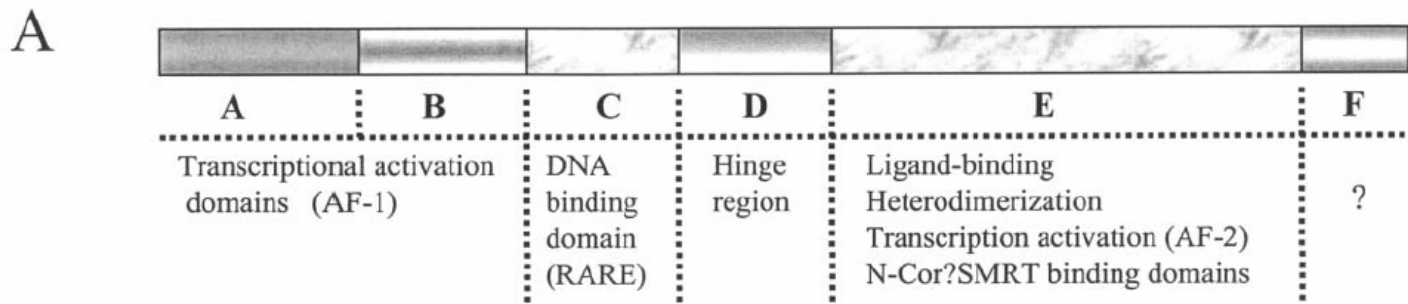 A
A B C D E F
Transcriptional activation
domains (AF-1)
DNA
binding
domain
(RARE)
Hinge
region
Ligand-binding
Heterodimerization
Transcription activation (AF-2)
N-Cor?SMRT binding domains
?